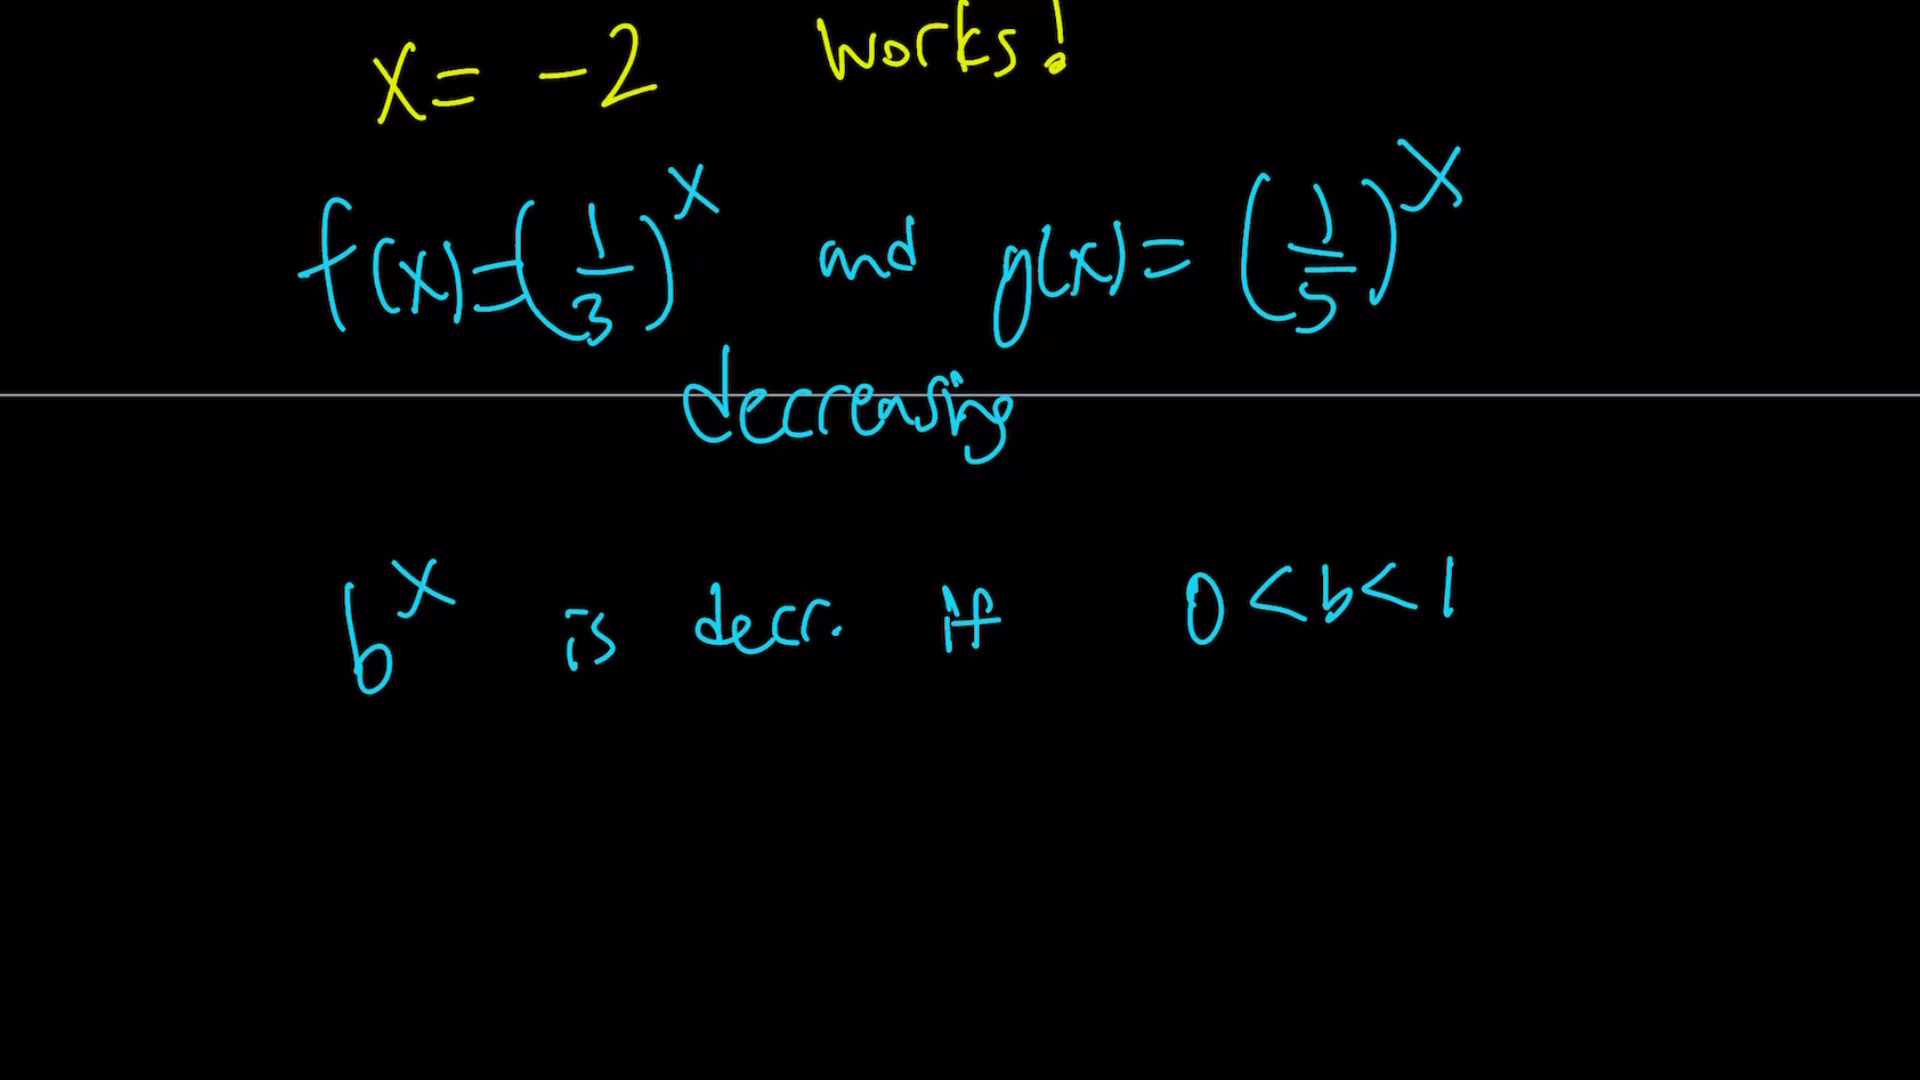 x = -2 works!
f(x) = (1/3)^x and g(x) = (1/5)^x
decreasing
b^x is decr. if 0 < b < 1